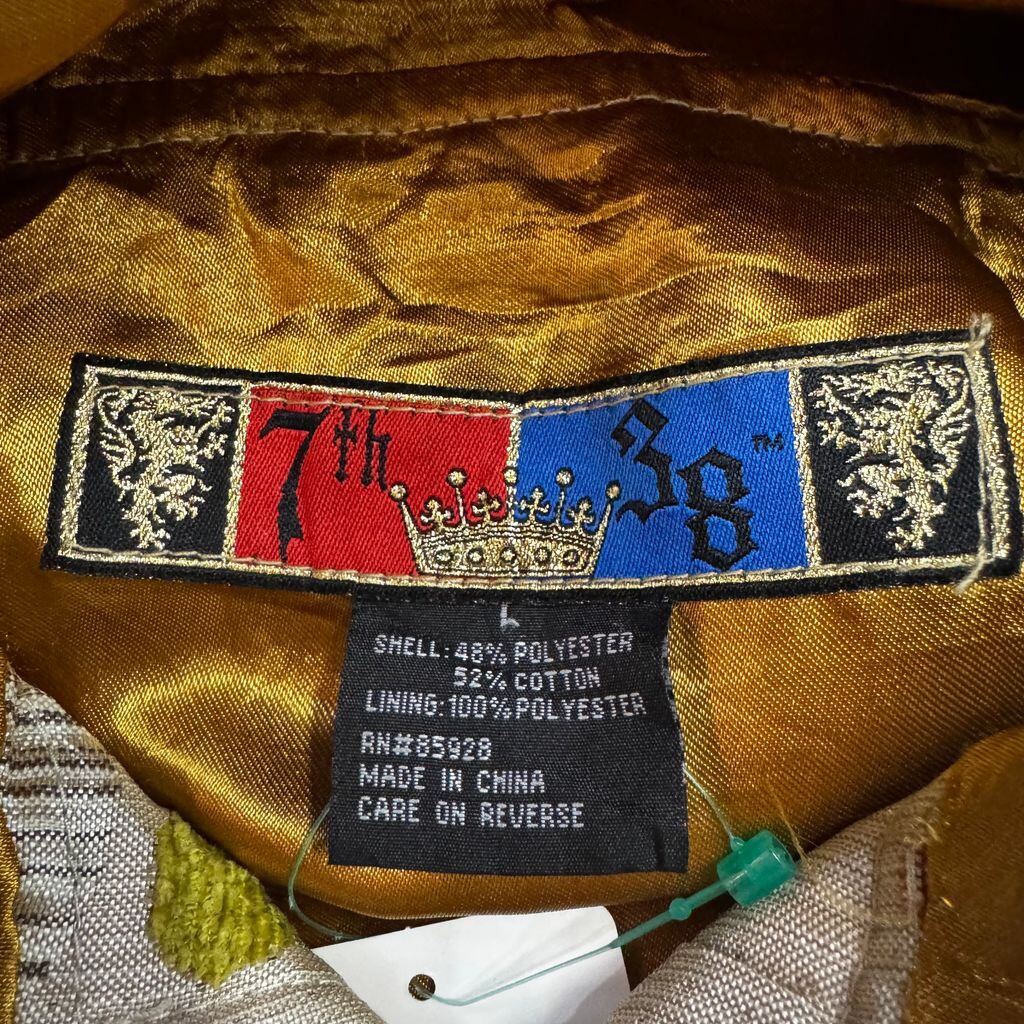 7th 38™
L
SHELL: 48% POLYESTER
52% COTTON
LINING: 100% POLYESTER
RN#85928
MADE IN CHINA
CARE ON REVERSE